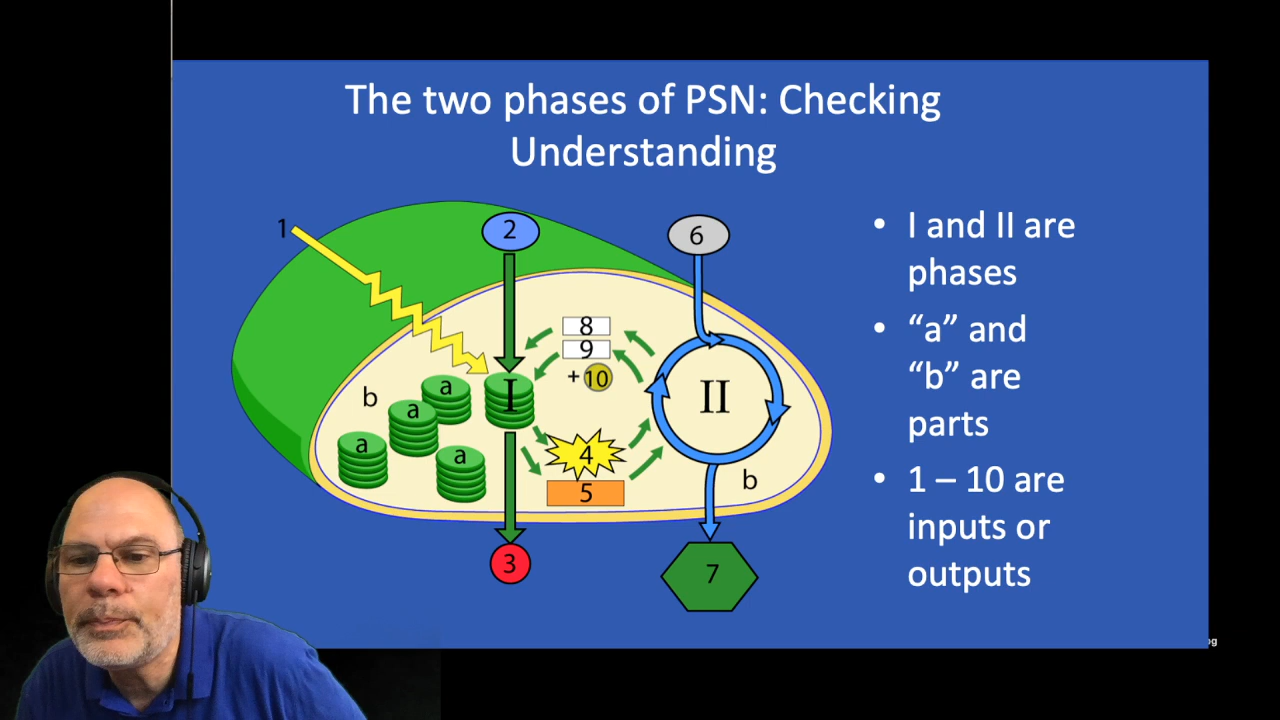 The two phases of PSN: Checking
Understanding
1
2
6
8
9
+ 10
I
II
b
a
a
a
a
4
5
b
3
7
• I and II are
phases
• “a” and
“b” are
parts
• 1 – 10 are
inputs or
outputs